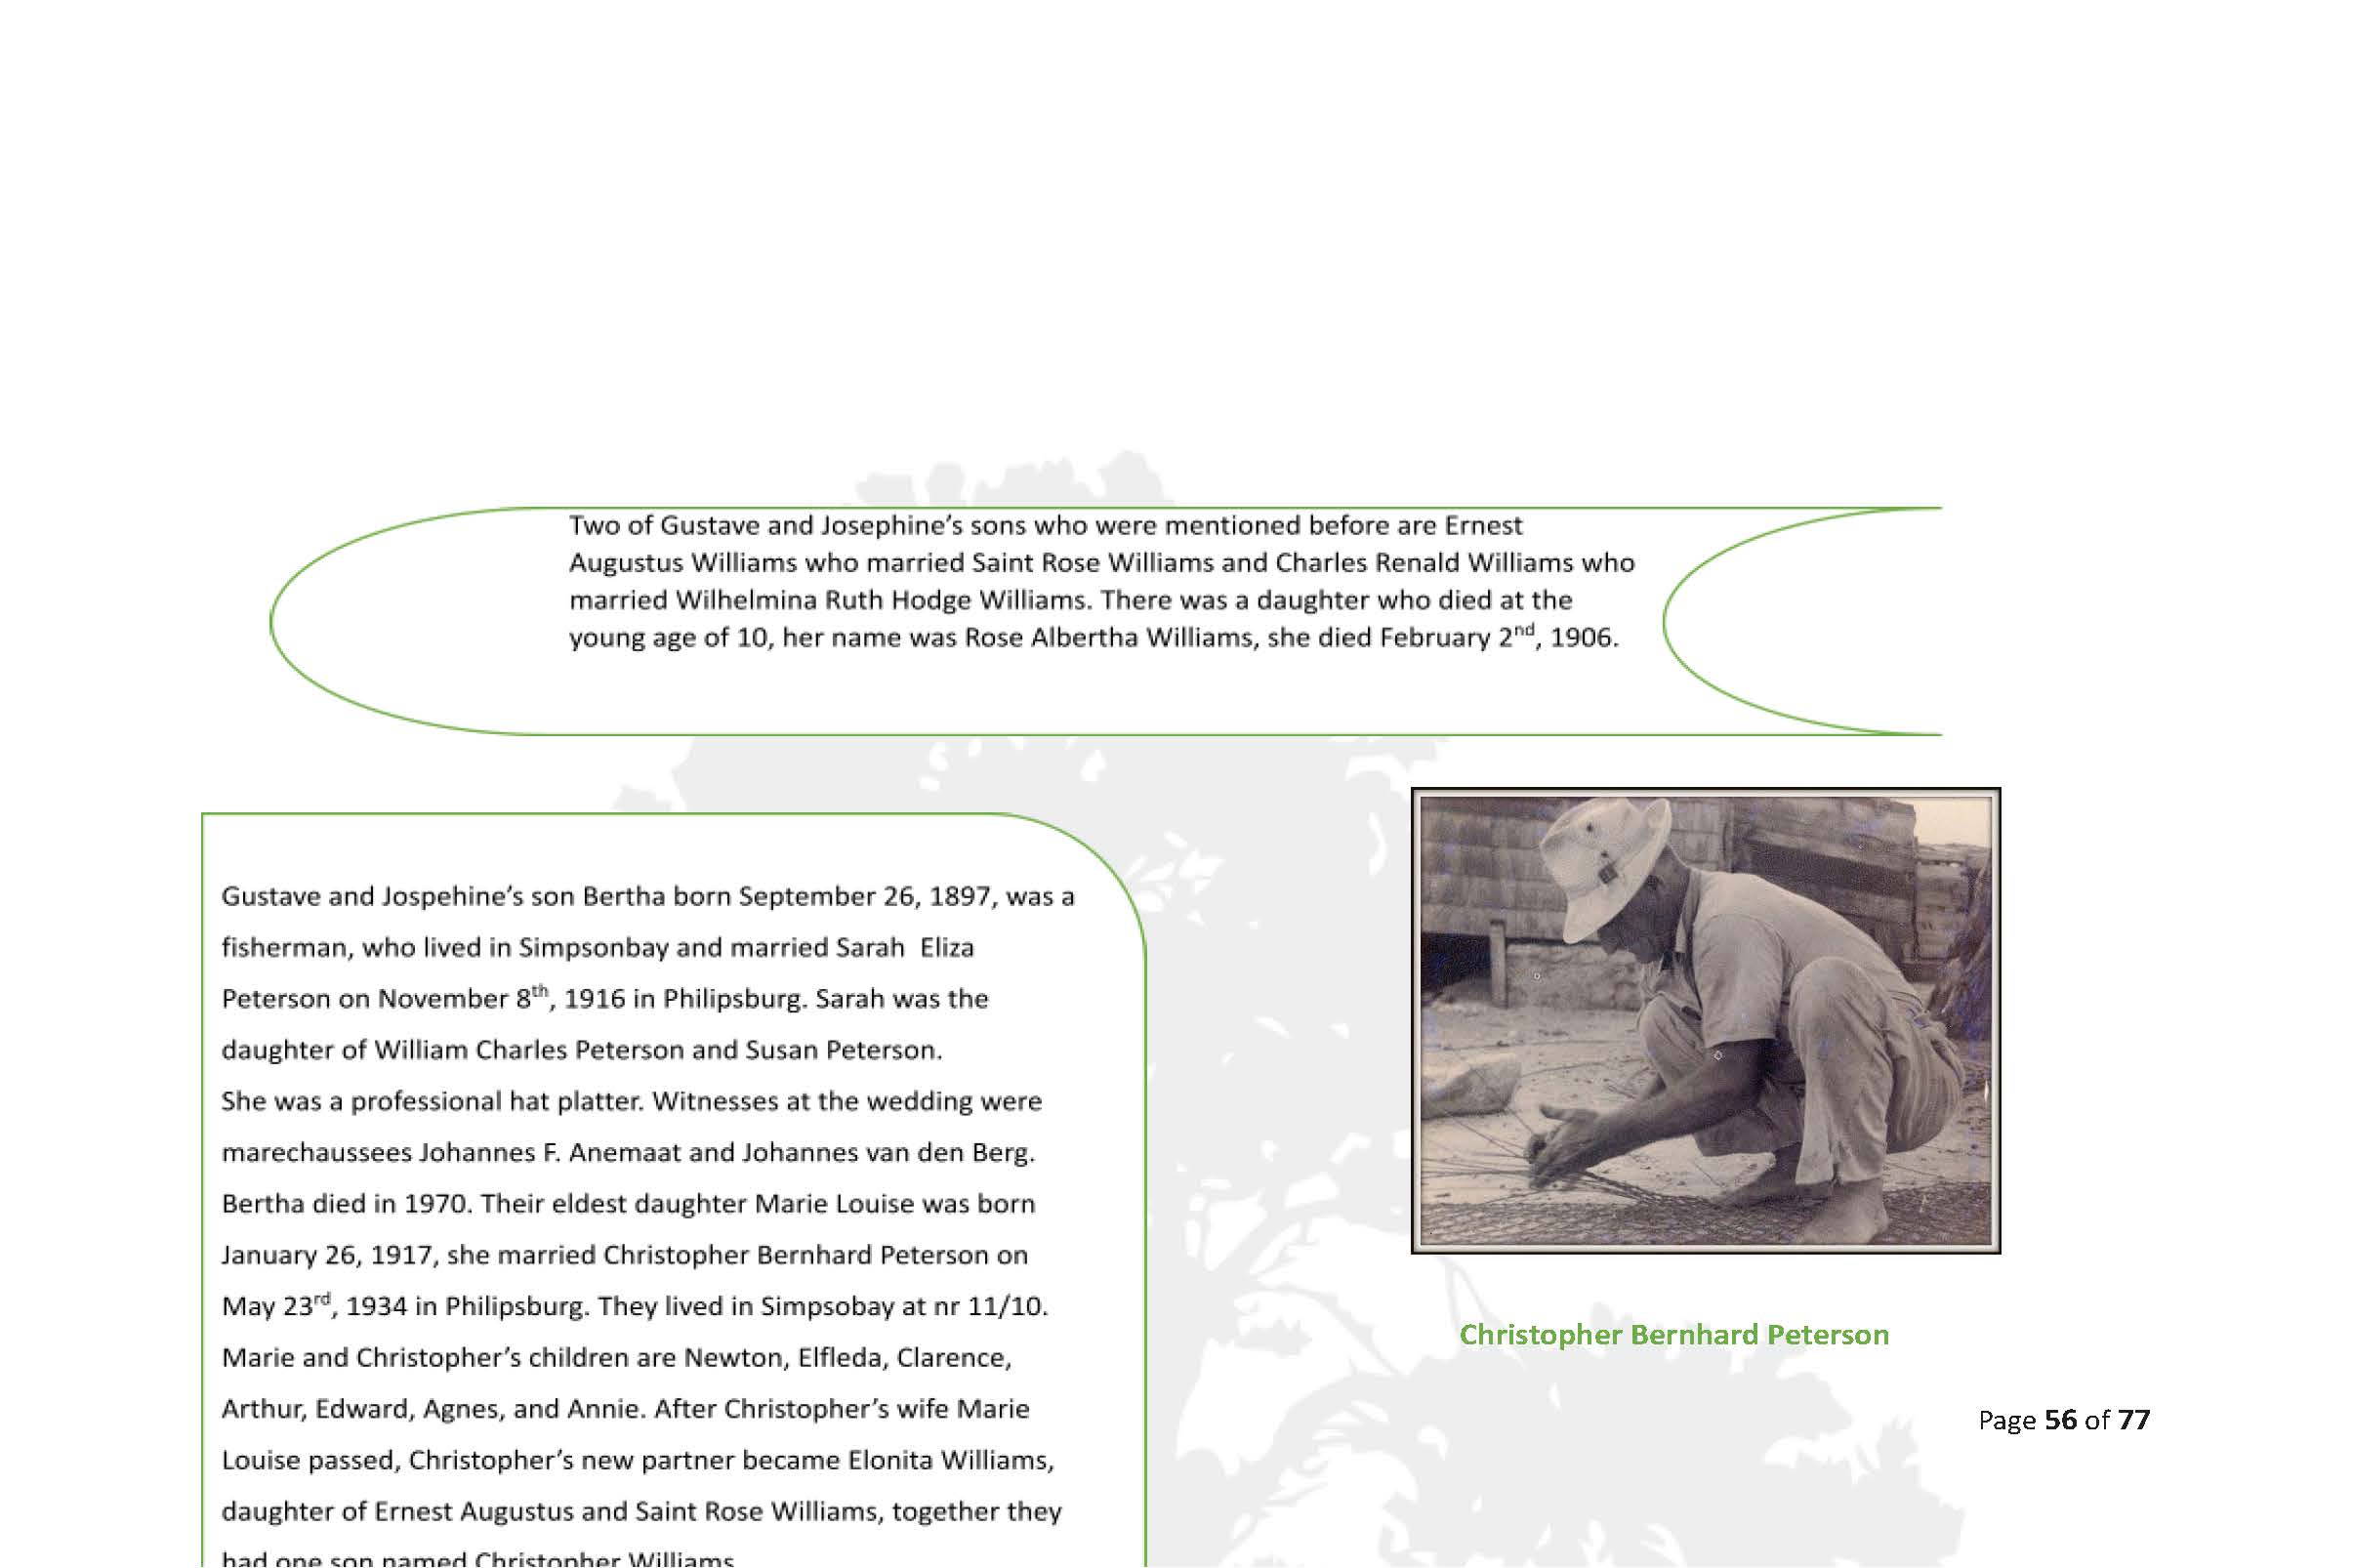 Two of Gustave and Josephine’s sons who were mentioned before are Ernest
Augustus Williams who married Saint Rose Williams and Charles Renald Williams who
married Wilhelmina Ruth Hodge Williams. There was a daughter who died at the
young age of 10, her name was Rose Albertha Williams, she died February 2nd, 1906.
Gustave and Jospehine’s son Bertha born September 26, 1897, was a
fisherman, who lived in Simpsonbay and married Sarah  Eliza
Peterson on November 8th, 1916 in Philipsburg. Sarah was the
daughter of William Charles Peterson and Susan Peterson.
She was a professional hat platter. Witnesses at the wedding were
marechaussees Johannes F. Anemaat and Johannes van den Berg.
Bertha died in 1970. Their eldest daughter Marie Louise was born
January 26, 1917, she married Christopher Bernhard Peterson on
May 23rd, 1934 in Philipsburg. They lived in Simpsobay at nr 11/10.
Marie and Christopher’s children are Newton, Elfleda, Clarence,
Arthur, Edward, Agnes, and Annie. After Christopher’s wife Marie
Louise passed, Christopher’s new partner became Elonita Williams,
daughter of Ernest Augustus and Saint Rose Williams, together they
had one son named Christopher Williams
Christopher Bernhard Peterson
Page 56 of 77